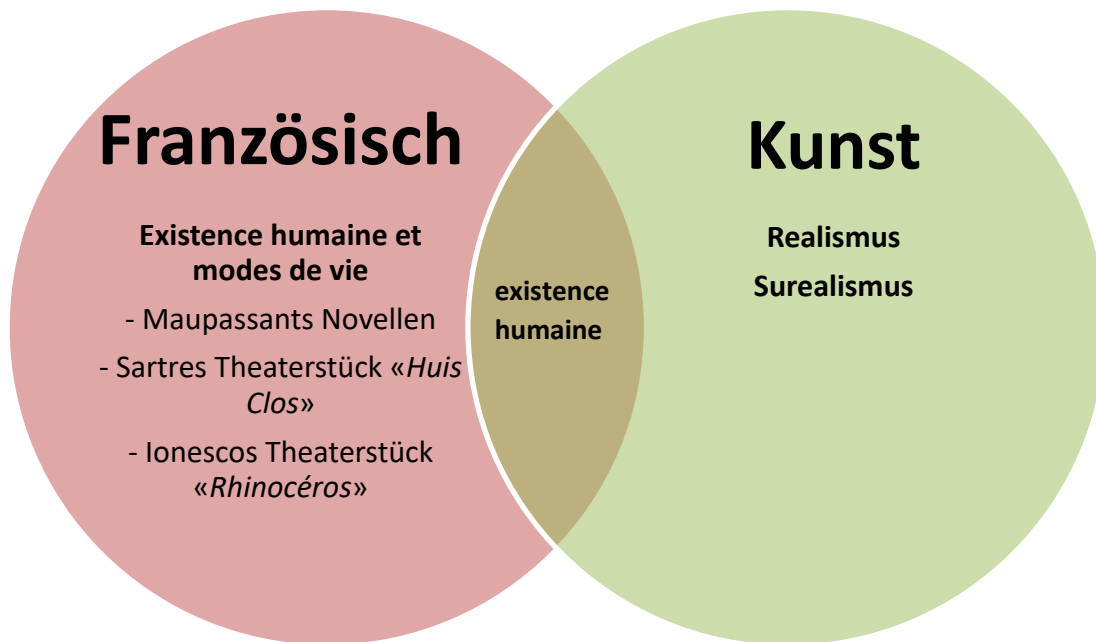 Französisch
Existence humaine et
modes de vie
- Maupassants Novellen
- Sartres Theaterstück «Huis
Clos»
- Ionescos Theaterstück
«Rhinocéros»
existence
humaine
Kunst
Realismus
Surealismus